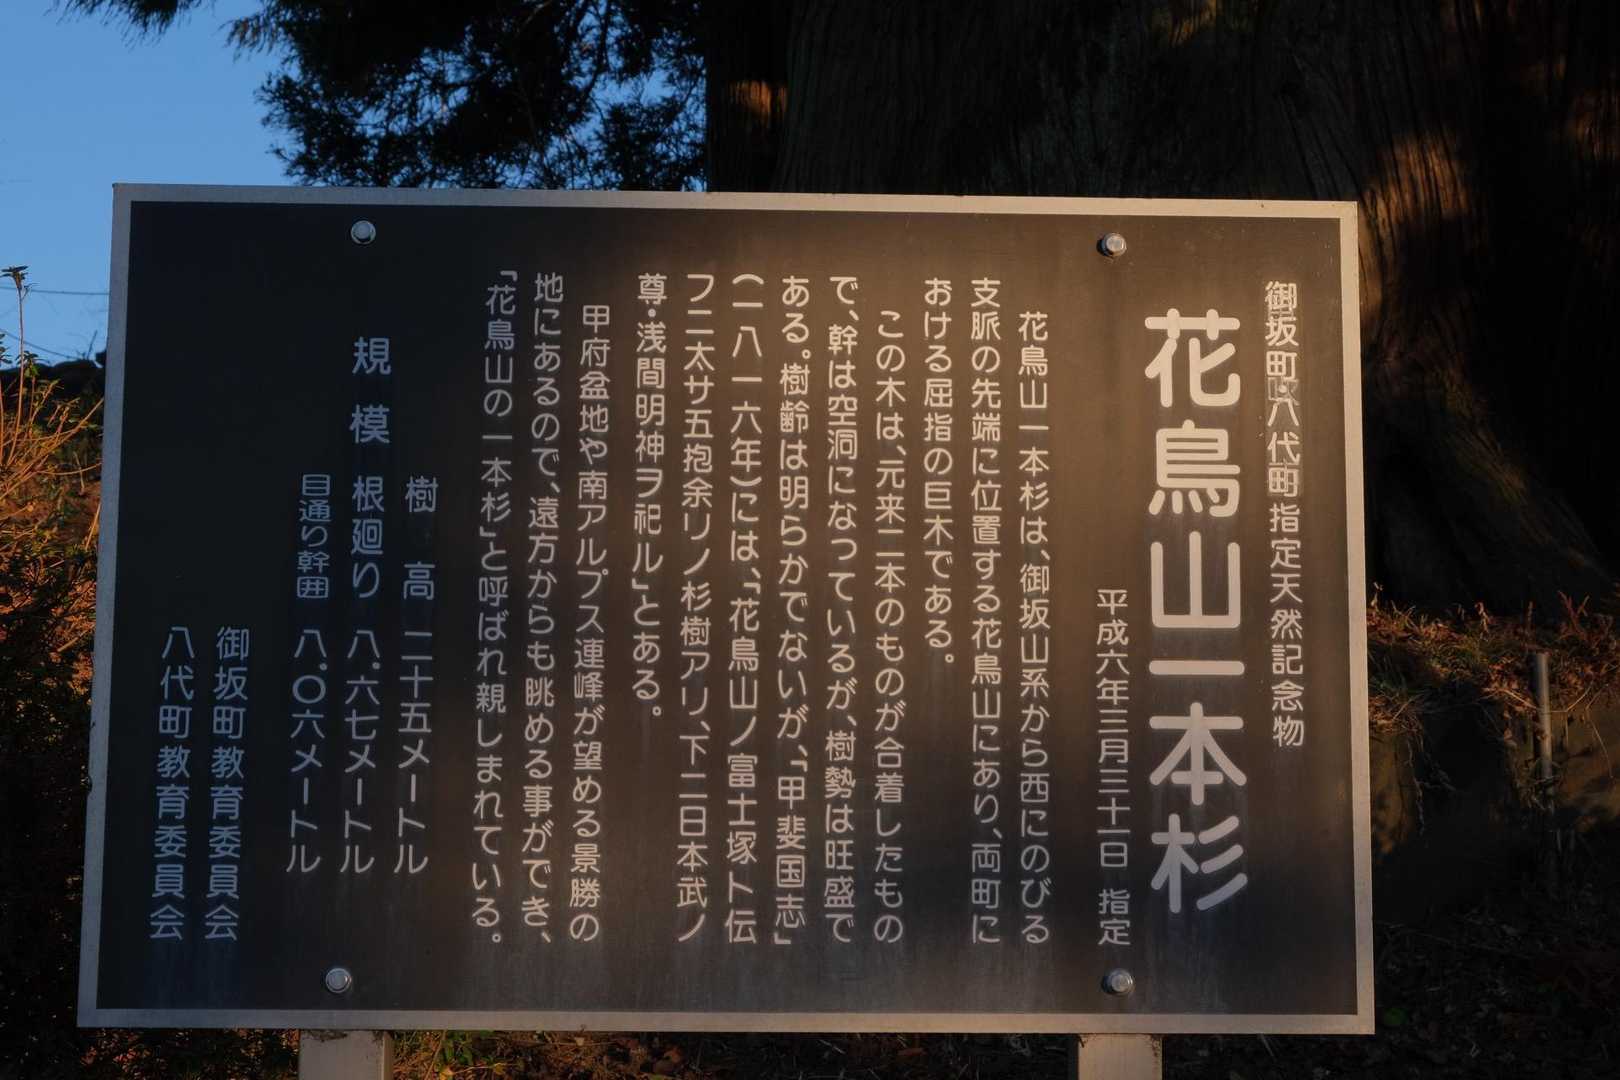 御坂町・八代町指定天然記念物
花鳥山一本杉
平成六年三月三十一日　指定
花鳥山一本杉は、御坂山系から西にのびる
支脈の先端に位置する花鳥山にあり、両町に
おける屈指の巨木である。
この木は、元来二本のものが合着したもの
で、幹は空洞になっているが、樹勢は旺盛で
ある。樹齢は明らかでないが、「甲斐国志」
(一八一六年)には、「花鳥山ノ富士塚ト伝
フ二太サ五抱余リノ杉樹アリ、下二日本武ノ
尊・浅間明神ヲ祀ル」とある。
甲府盆地や南アルプス連峰が望める景勝の
地にあるので、遠方からも眺める事ができ、
「花鳥山の一本杉」と呼ばれ親しまれている。
樹　高　二十五メートル
規　模　根廻り　八.六七メートル
目通り幹囲　八.〇六メートル
御坂町教育委員会
八代町教育委員会